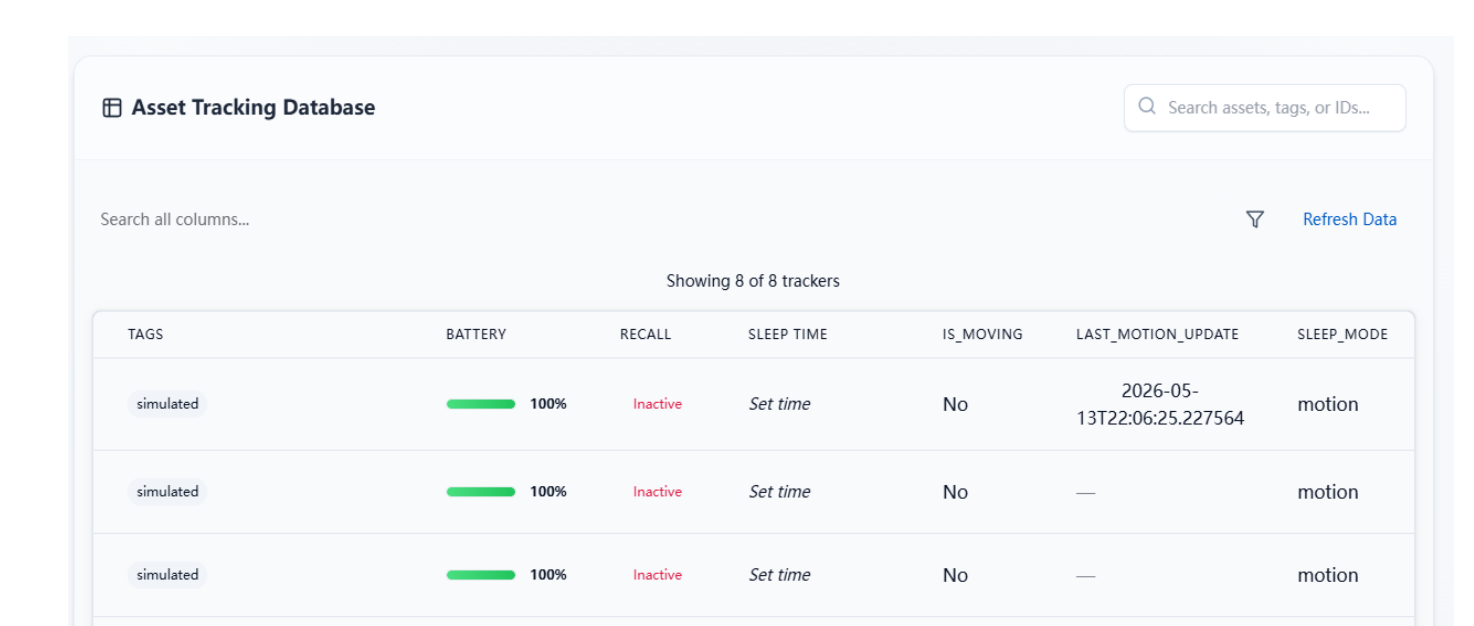 Asset Tracking Database
Search assets, tags, or IDs...
Search all columns...
Refresh Data
Showing 8 of 8 trackers
TAGS BATTERY RECALL SLEEP TIME IS_MOVING LAST_MOTION_UPDATE SLEEP_MODE
simulated 100% Inactive Set time No 2026-05-
13T22:06:25.227564 motion
simulated 100% Inactive Set time No — motion
simulated 100% Inactive Set time No — motion